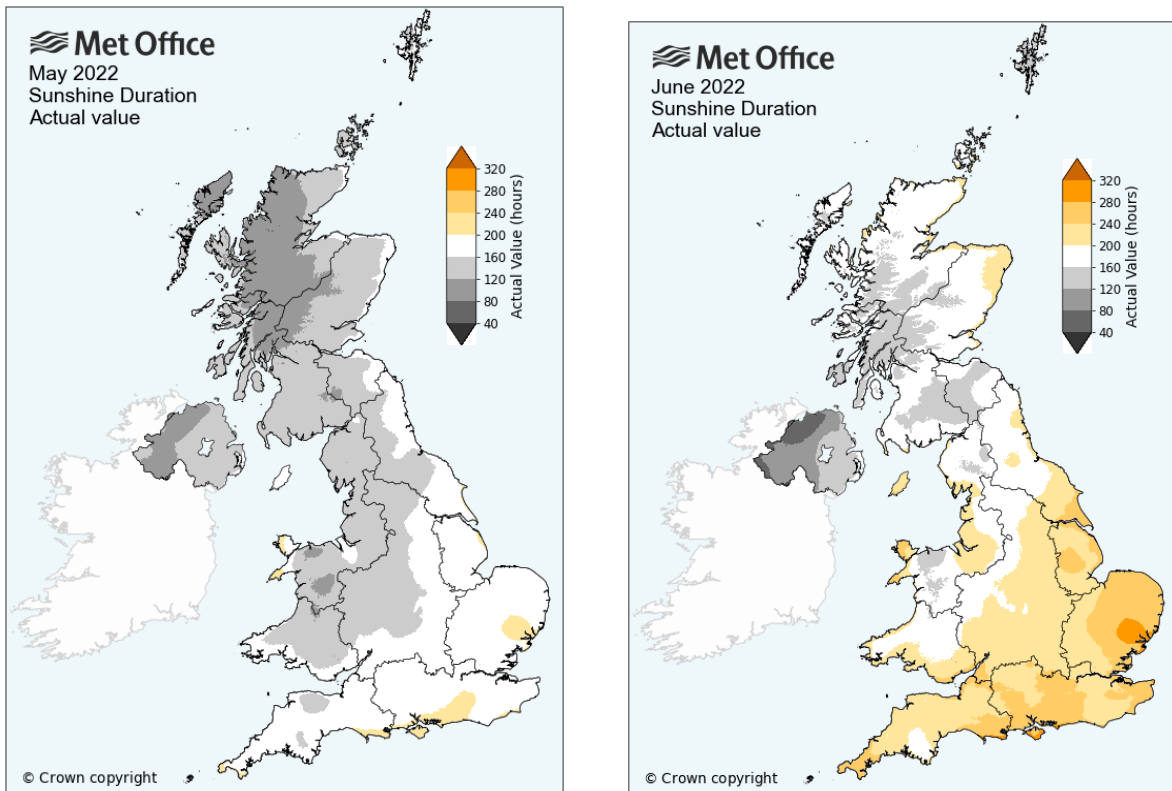 Met Office
May 2022
Sunshine Duration
Actual value
320
280
240
200
160
120
80
40
Actual Value (hours)
© Crown copyright
Met Office
June 2022
Sunshine Duration
Actual value
320
280
240
200
160
120
80
40
Actual Value (hours)
© Crown copyright